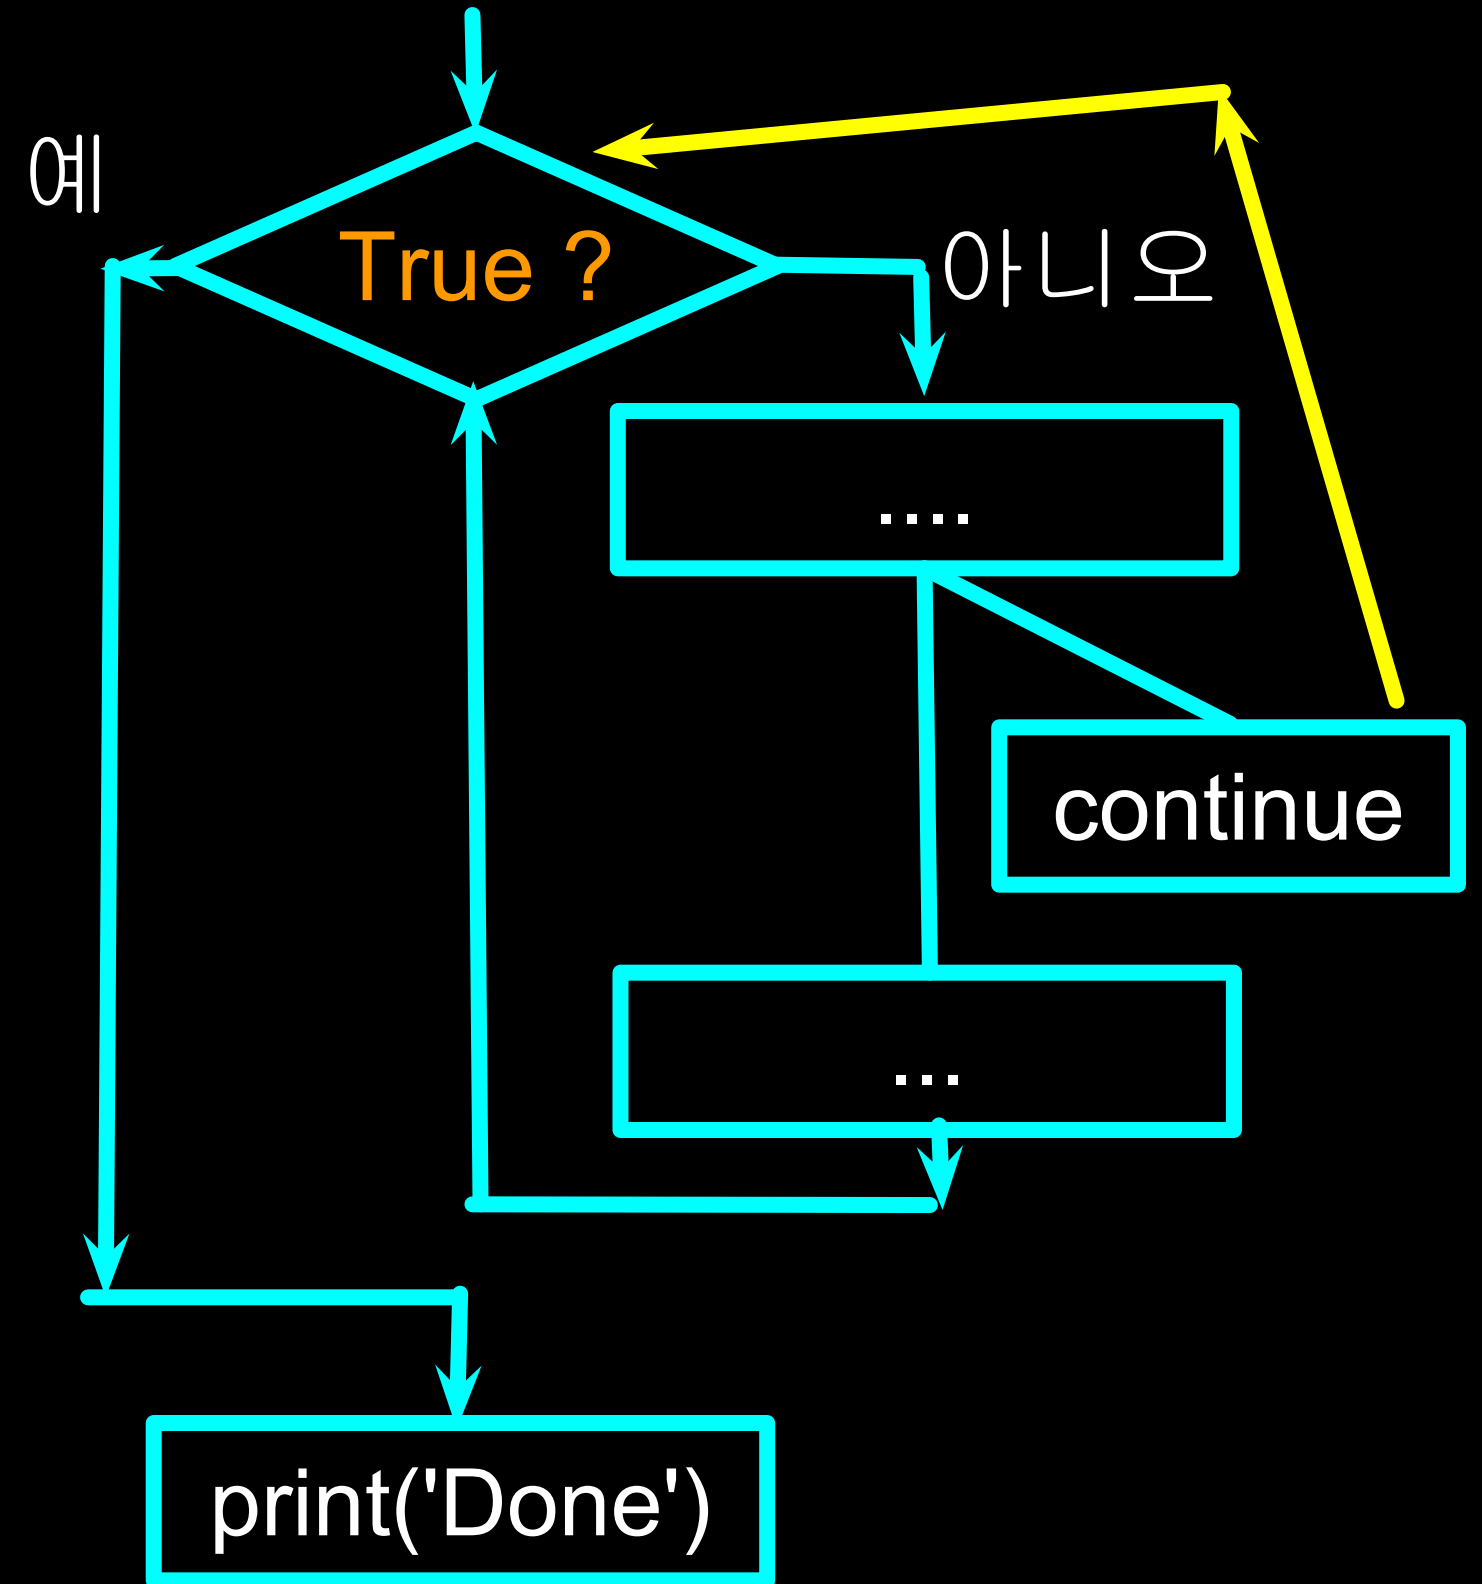 예
True ?
아니오
....
continue
...
print('Done')